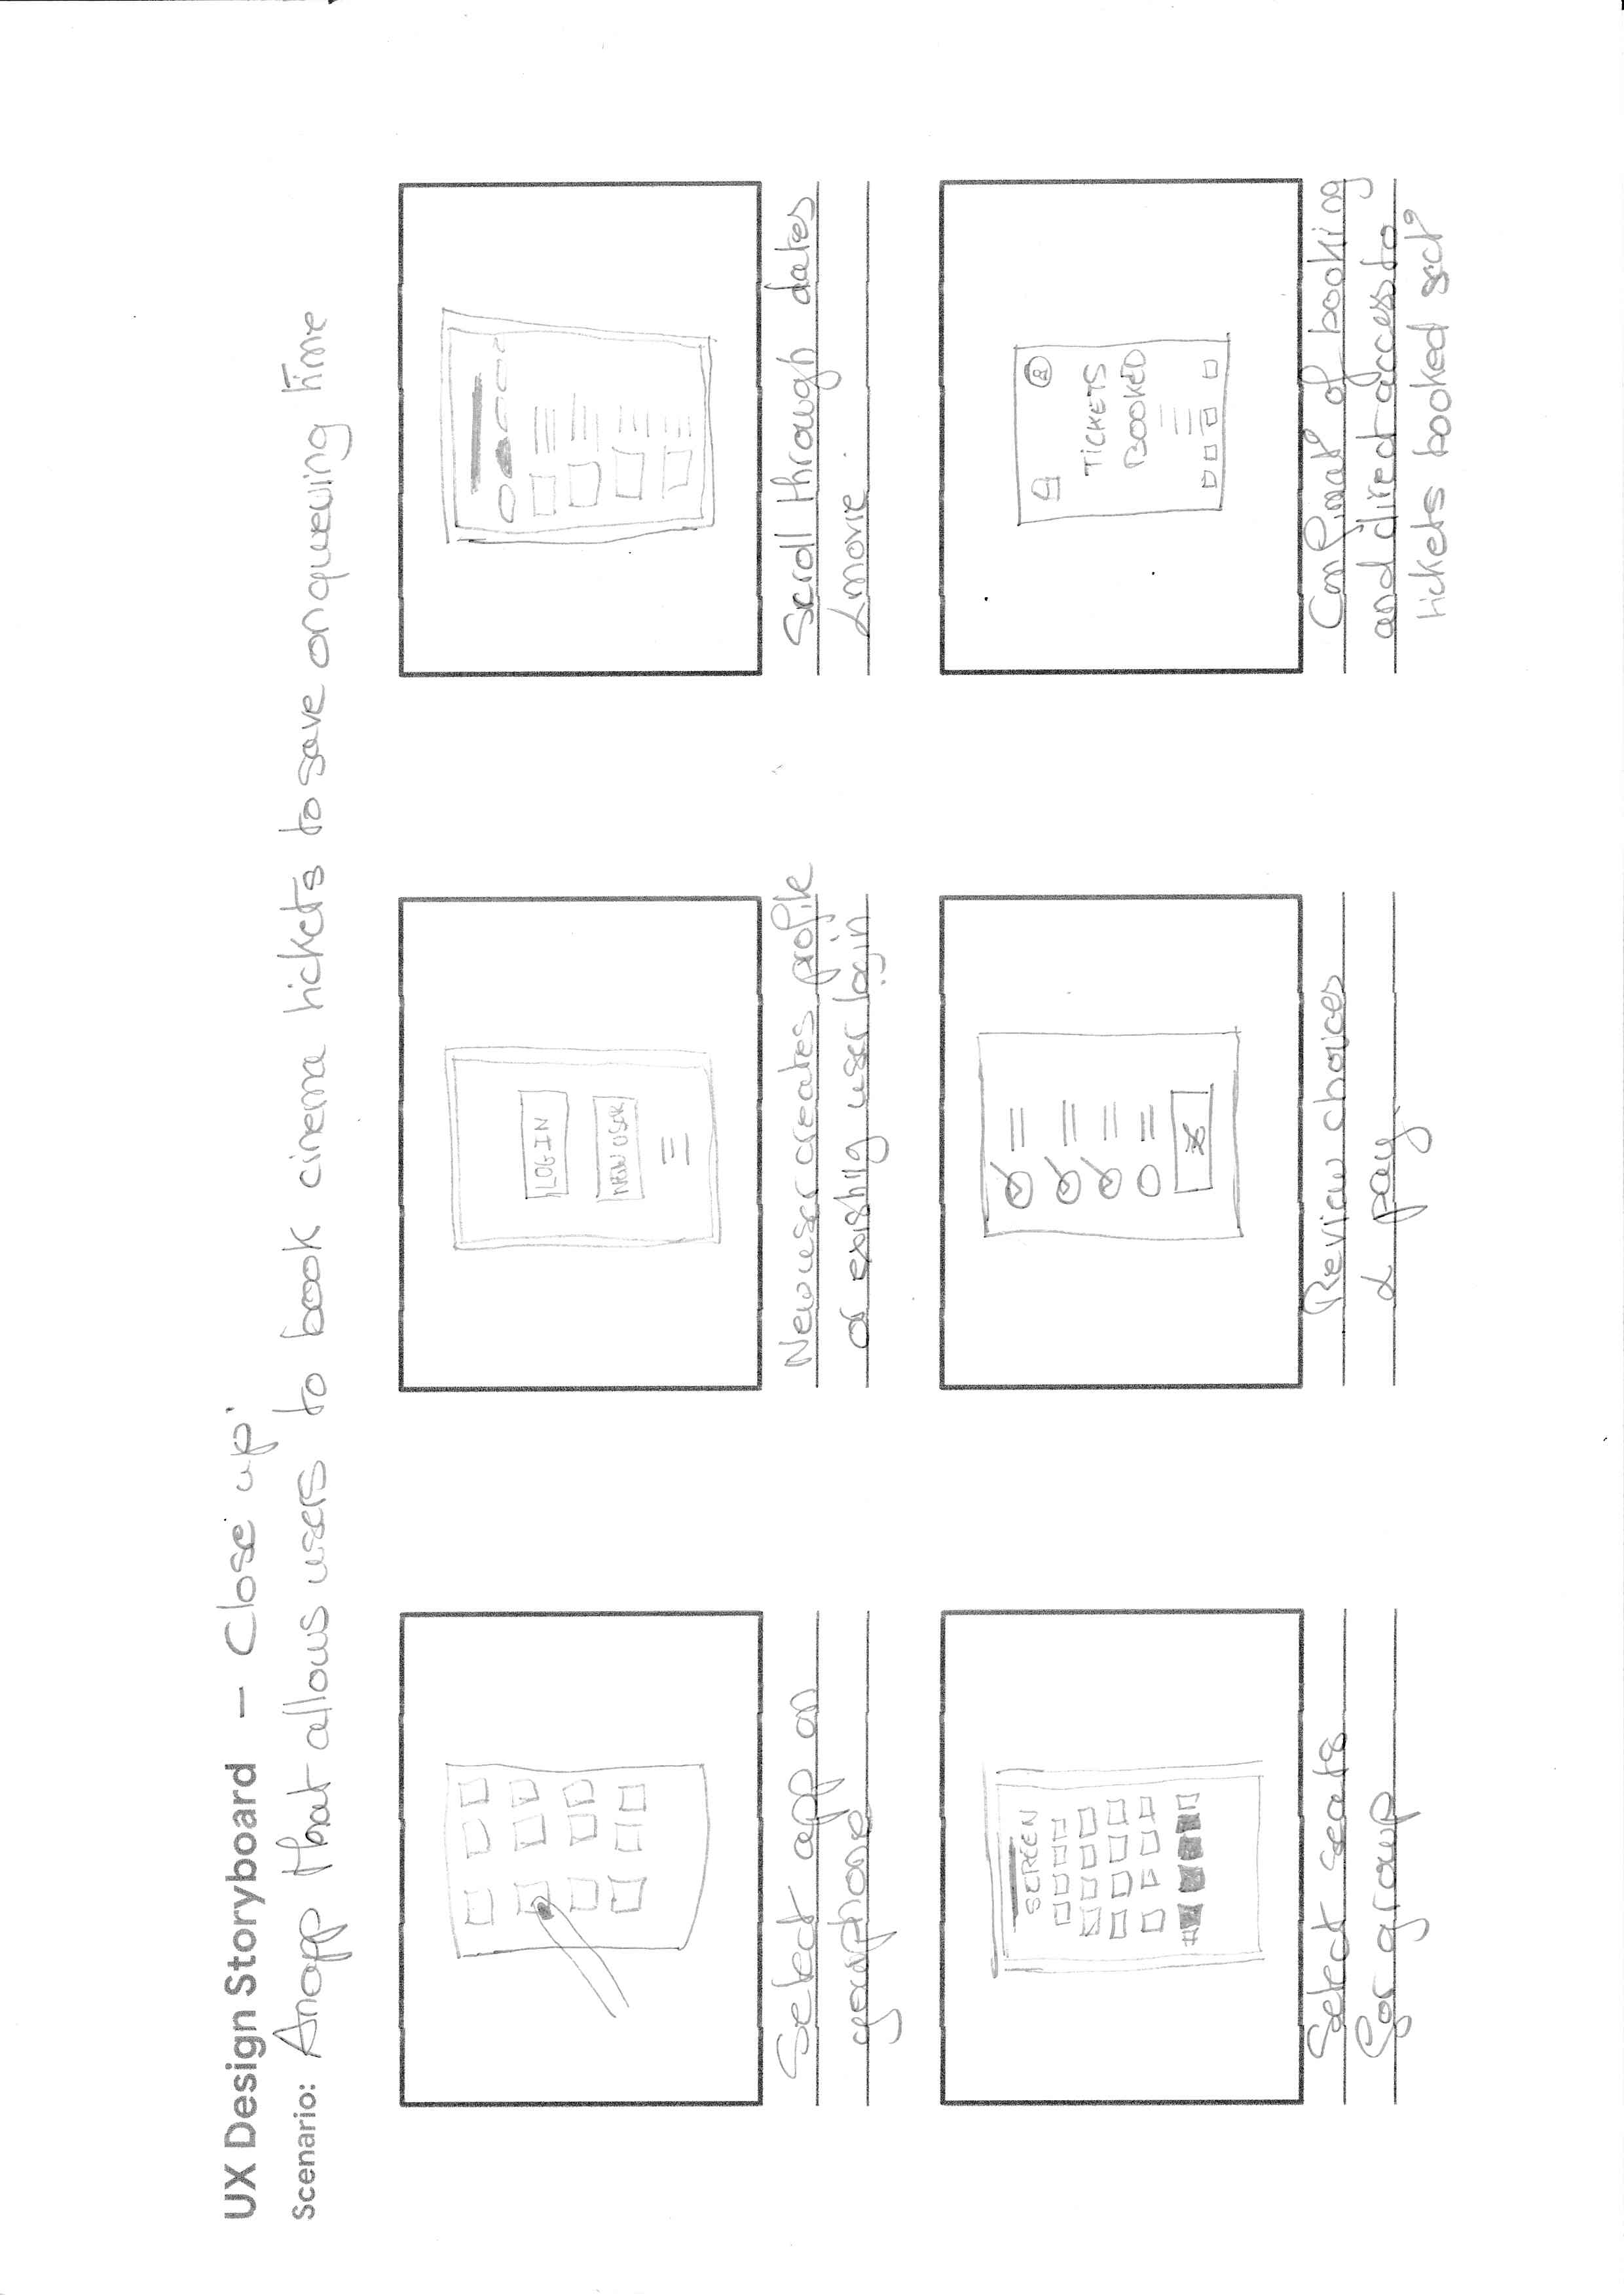 UX Design Storyboard - Close up.
Scenario: An app that allows users to book cinema tickets to save on queuing time
Select app on
your phone
LOG-IN
NEW USER
New user creates profile
or existing user login
Scroll through dates
& movie.
SCREEN
Select seats
for group
Review choices
& pay
TICKETS
BOOKED
of booking
and direct access to
tickets booked